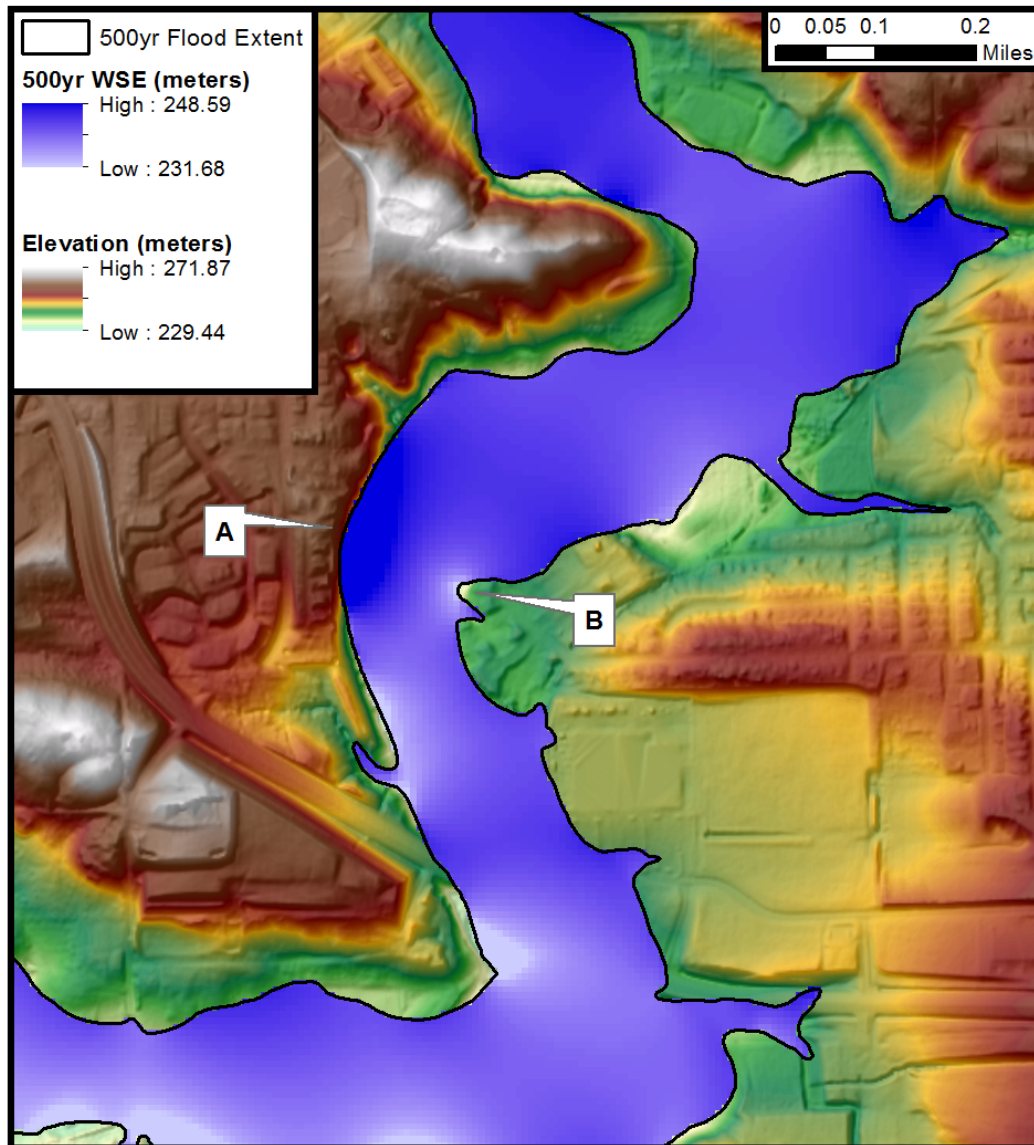 500yr Flood Extent
500yr WSE (meters)
High : 248.59
Low : 231.68
Elevation (meters)
High : 271.87
Low : 229.44
0 0.05 0.1 0.2
Miles
A
B